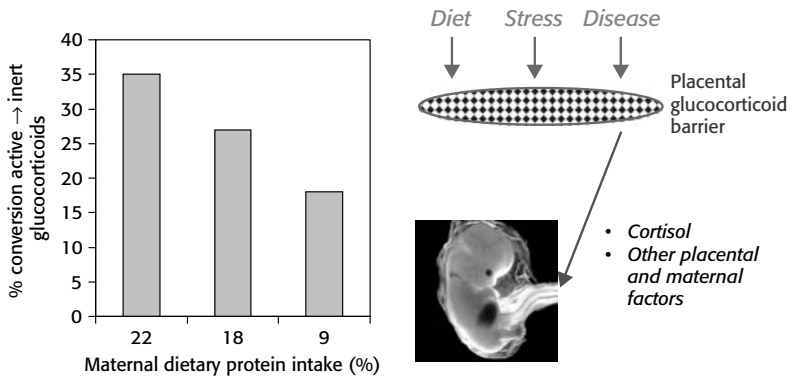 40
35
30
25
20
15
10
5
0
% conversion active → inert
glucocorticoids
22 18 9
Maternal dietary protein intake (%)
Diet Stress Disease
Placental
glucocorticoid
barrier
• Cortisol
• Other placental
and maternal
factors